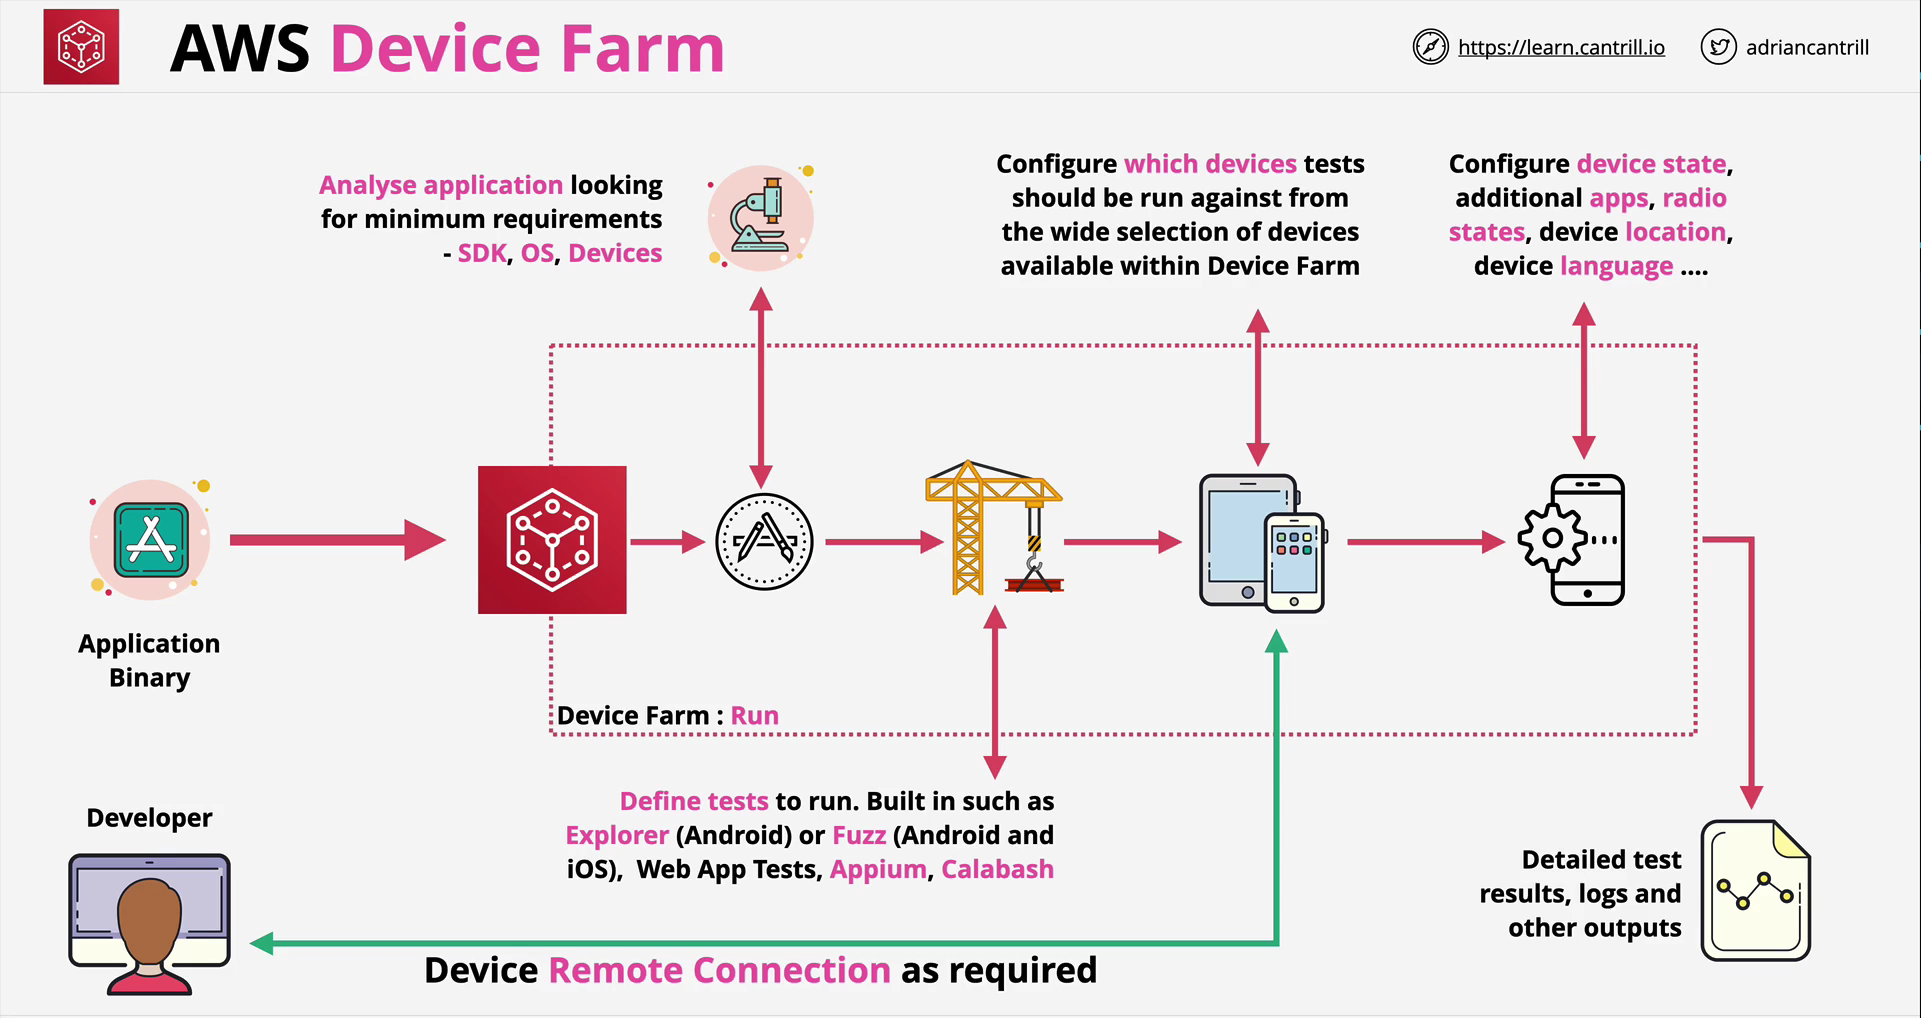 AWS Device Farm
https://learn.cantrill.io
adriancantrill
Analyse application looking
for minimum requirements
- SDK, OS, Devices
Configure which devices tests
should be run against from
the wide selection of devices
available within Device Farm
Configure device state,
additional apps, radio
states, device location,
device language ....
Application
Binary
Device Farm : Run
Define tests to run. Built in such as
Explorer (Android) or Fuzz (Android and
iOS),  Web App Tests, Appium, Calabash
Developer
Device Remote Connection as required
Detailed test
results, logs and
other outputs